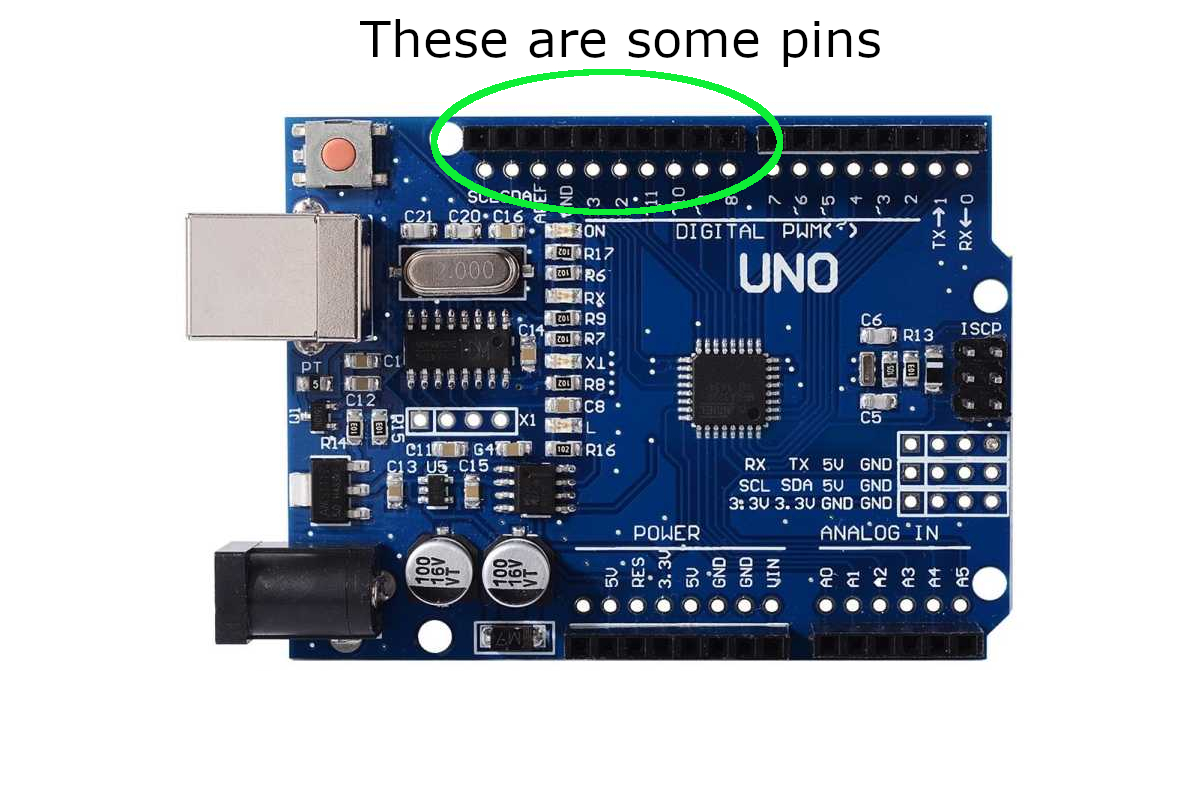 These are some pins
SCL SDA AREF GND 3 2 11 10 9 8 7 ~6 ~5 4 ~3 2 TX→1 RX←0
C21 C20 C16
ON
DIGITAL PWM(~)
R17
12.000
R6
UNO
RX
R9
C14
R7
C6
R13
ISCP
PT
C1
TX
R8
C12
C8
X1
C5
L
R14
R15
C11
G4
R16
C13 U5 C15
RX TX 5V GND
SCL SDA 5V GND
3.3V 3.3V GND GND
POWER
ANALOG IN
5V RES 3.3V 5V GND GND VIN
A0 A1 A2 A3 A4 A5
100 16V VT
100 16V VT
M7